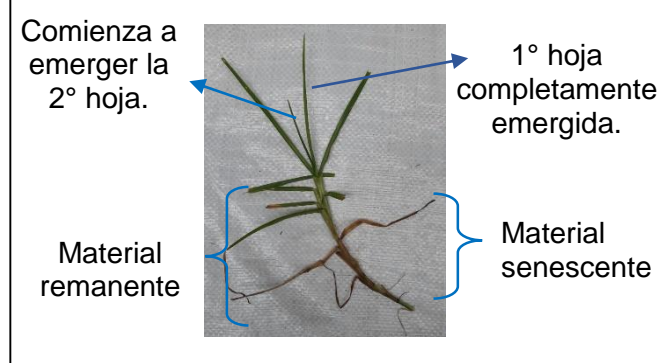 Comienza a
emerger la
2° hoja.
1° hoja
completamente
emergida.
Material
remanente
Material
senescente